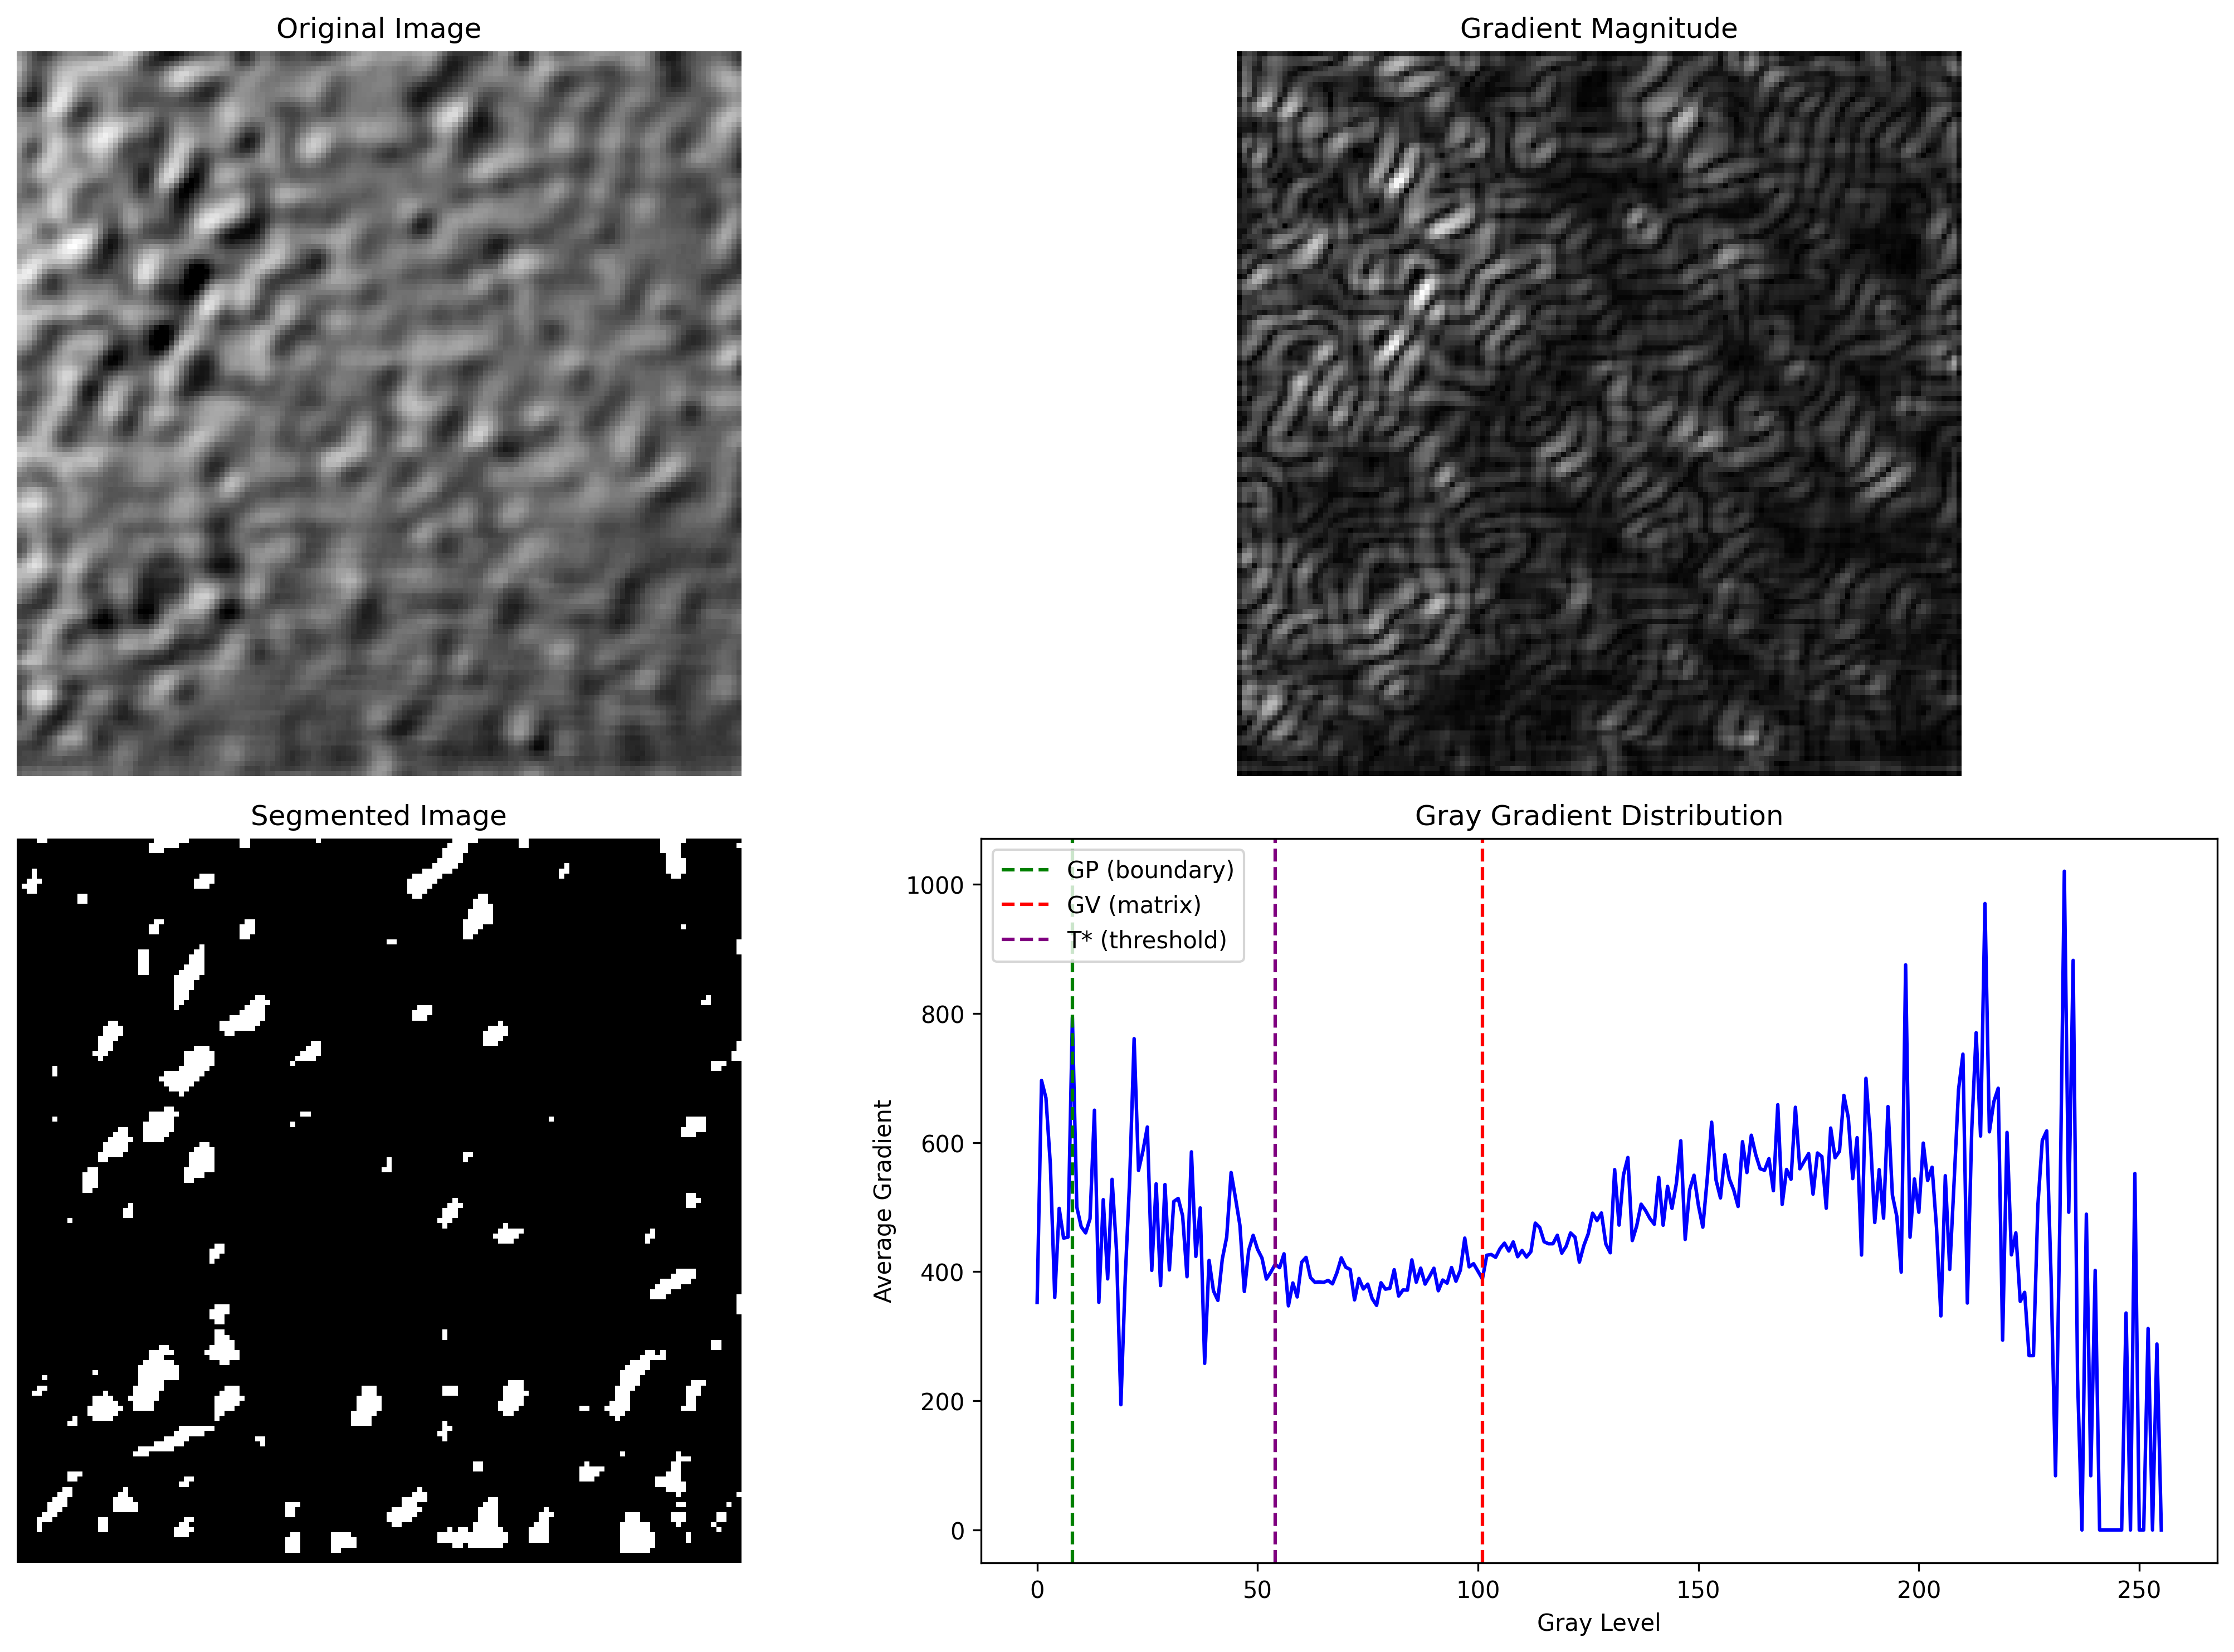 Original Image
Gradient Magnitude
Segmented Image
Gray Gradient Distribution
GP (boundary)
GV (matrix)
T* (threshold)
1000
800
600
400
200
0
Average Gradient
0 50 100 150 200 250
Gray Level